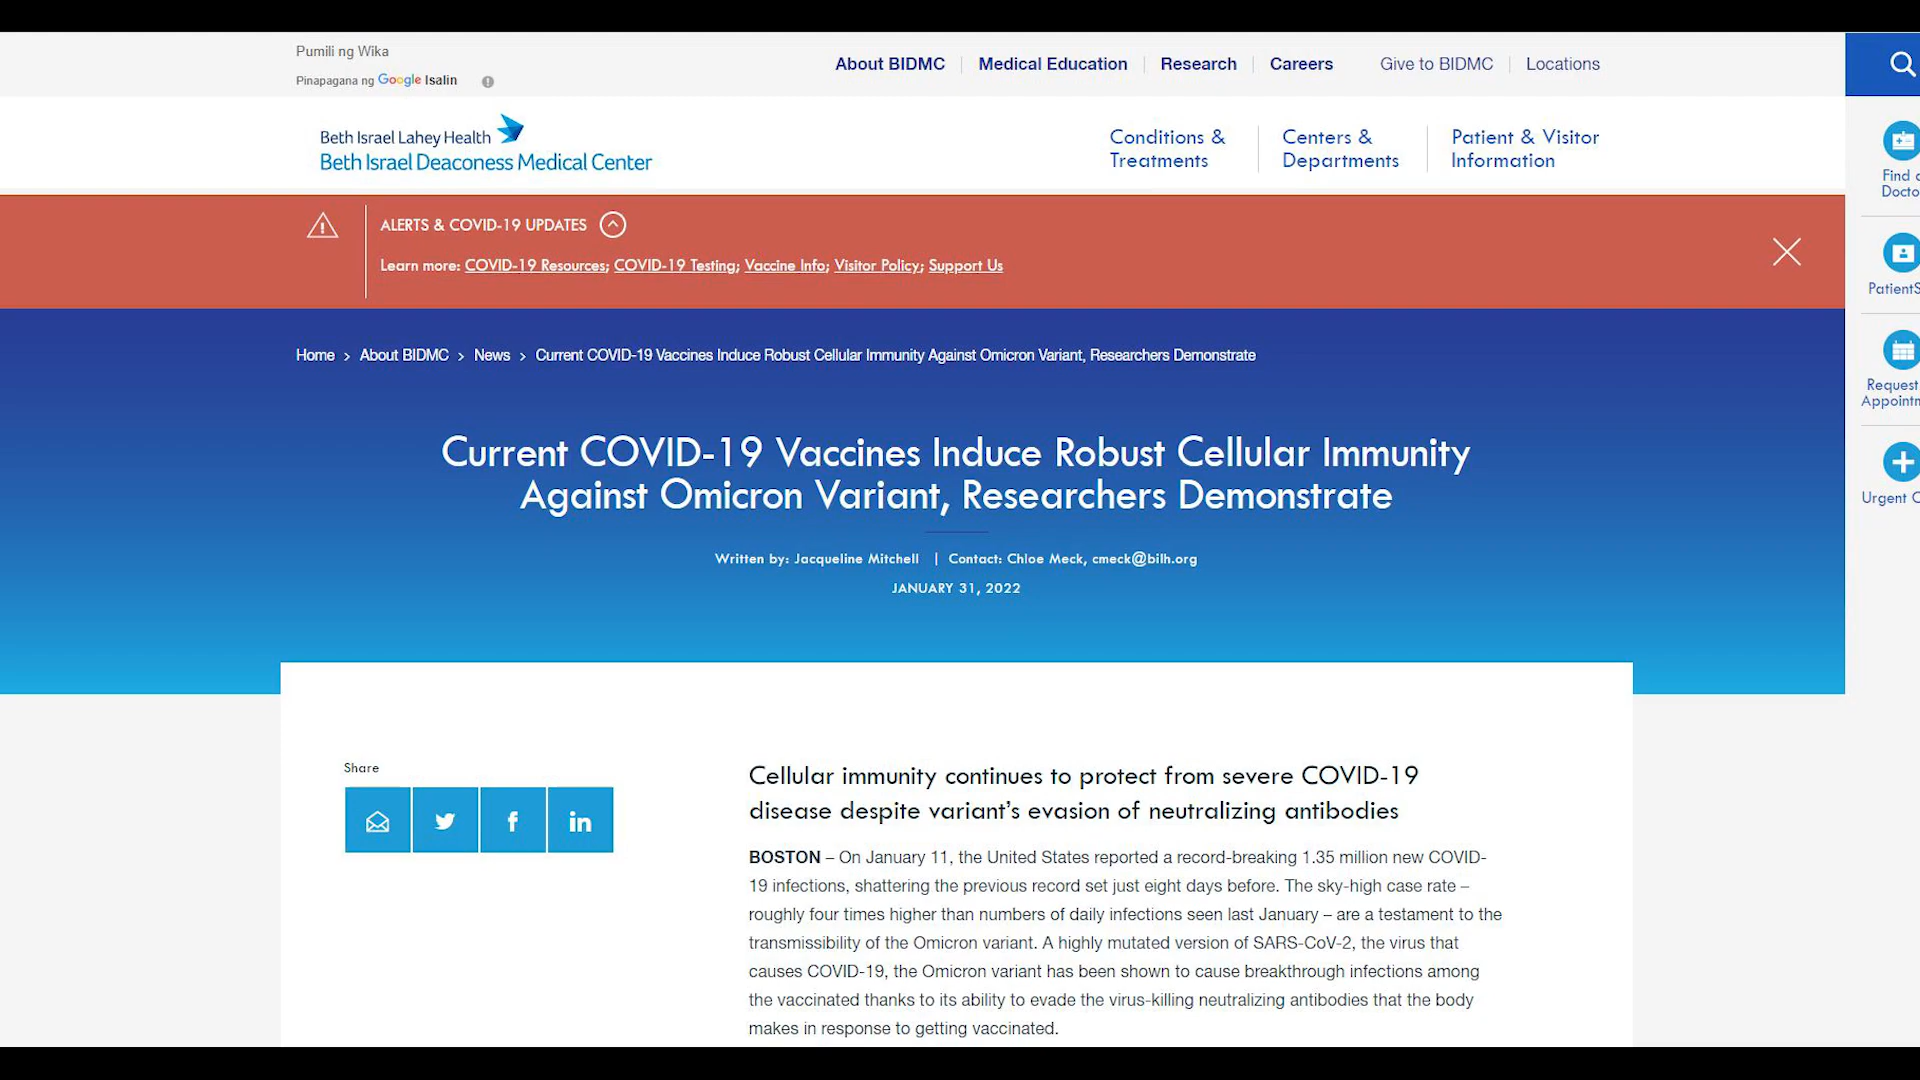 Pumili ng Wika
Pinapagana ng Google Isalin
About BIDMC
Medical Education
Research
Careers
Give to BIDMC
Locations
Beth Israel Lahey Health
Beth Israel Deaconess Medical Center
Conditions &
Treatments
Centers &
Departments
Patient & Visitor
Information
ALERTS & COVID-19 UPDATES
Learn more: COVID-19 Resources; COVID-19 Testing; Vaccine Info; Visitor Policy; Support Us
Home > About BIDMC > News > Current COVID-19 Vaccines Induce Robust Cellular Immunity Against Omicron Variant, Researchers Demonstrate
Current COVID-19 Vaccines Induce Robust Cellular Immunity
Against Omicron Variant, Researchers Demonstrate
Written by: Jacqueline Mitchell | Contact: Chloe Meck, cmeck@bilh.org
JANUARY 31, 2022
Find
Request
Urgent
Share
Cellular immunity continues to protect from severe COVID-19
disease despite variant's evasion of neutralizing antibodies
BOSTON – On January 11, the United States reported a record-breaking 1.35 million new COVID-
19 infections, shattering the previous record set just eight days before. The sky-high case rate –
roughly four times higher than numbers of daily infections seen last January – are a testament to the
transmissibility of the Omicron variant. A highly mutated version of SARS-CoV-2, the virus that
causes COVID-19, the Omicron variant has been shown to cause breakthrough infections among
the vaccinated thanks to its ability to evade the virus-killing neutralizing antibodies that the body
makes in response to getting vaccinated.